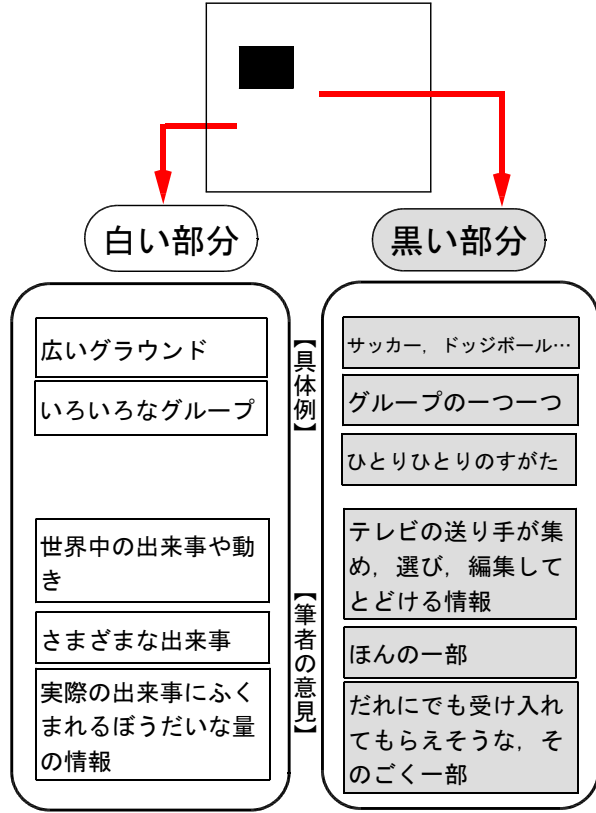 白い部分
黒い部分
広いグラウンド
いろいろなグループ
世界中の出来事や動
き
さまざまな出来事
実際の出来事にふく
まれるぼうだいな量
の情報
【具体例】
【筆者の意見】
サッカー，ドッジボール…
グループの一つ一つ
ひとりひとりのすがた
テレビの送り手が集
め，選び，編集して
とどける情報
ほんの一部
だれにでも受け入れ
てもらえそうな，そ
のごく一部